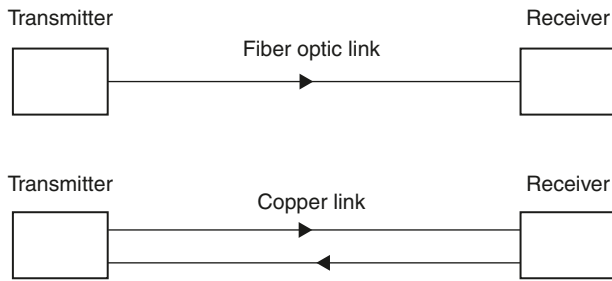 Transmitter Receiver
Fiber optic link
Transmitter Receiver
Copper link